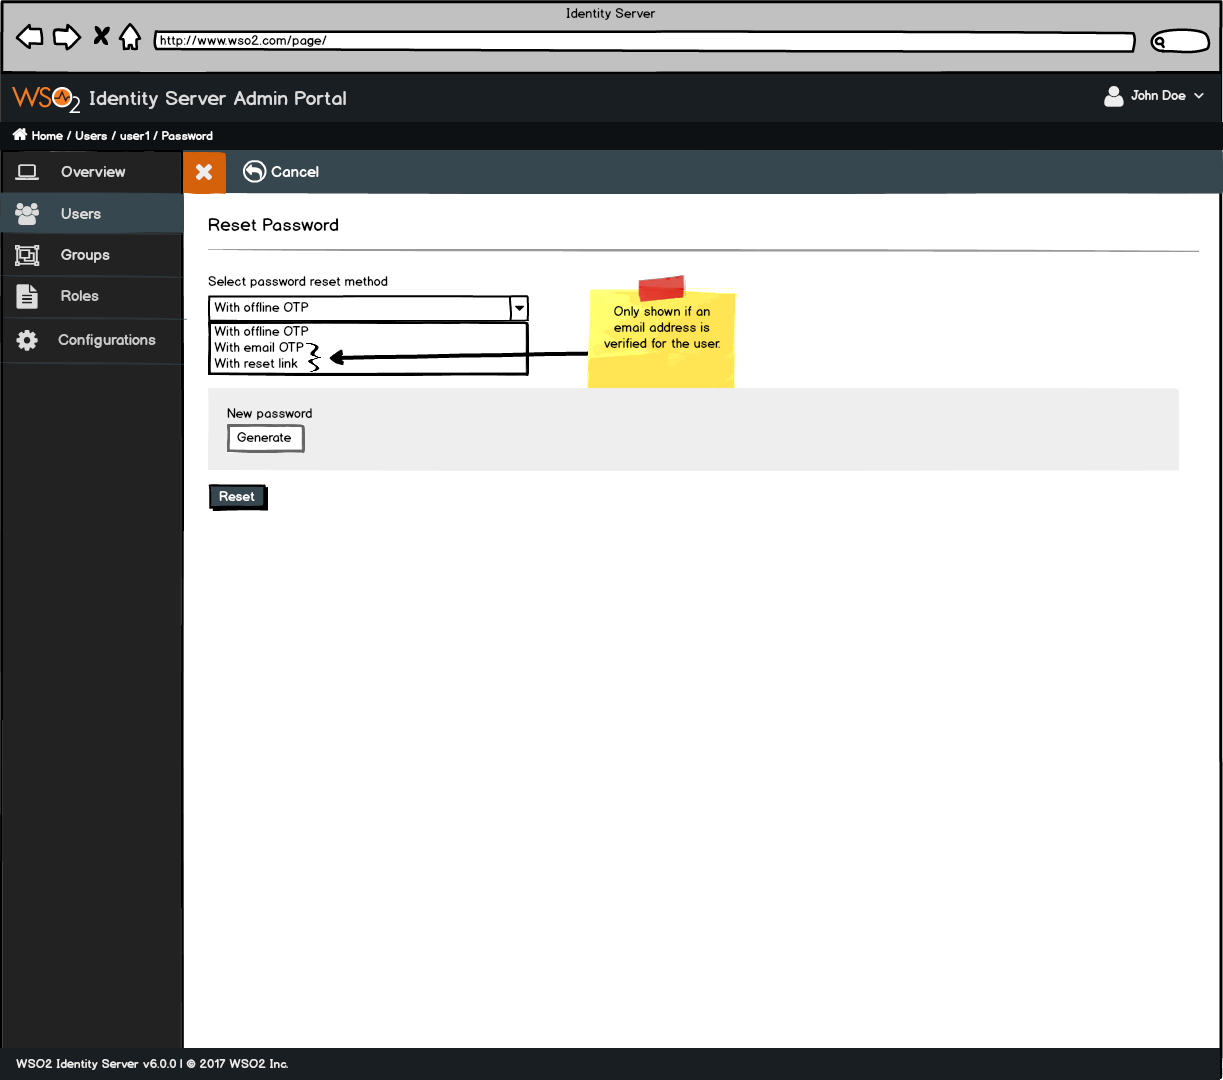 Identity Server
http://www.wso2.com/page/
WSO2 Identity Server Admin Portal
John Doe
Home / Users / user1 / Password
Overview
Cancel
Users
Groups
Roles
Configurations
Reset Password
Select password reset method
With offline OTP
With offline OTP
With email OTP
With reset link
Only shown if an
email address is
verified for the user.
New password
Generate
Reset
WSO2 Identity Server v6.0.0 | © 2017 WSO2 Inc.